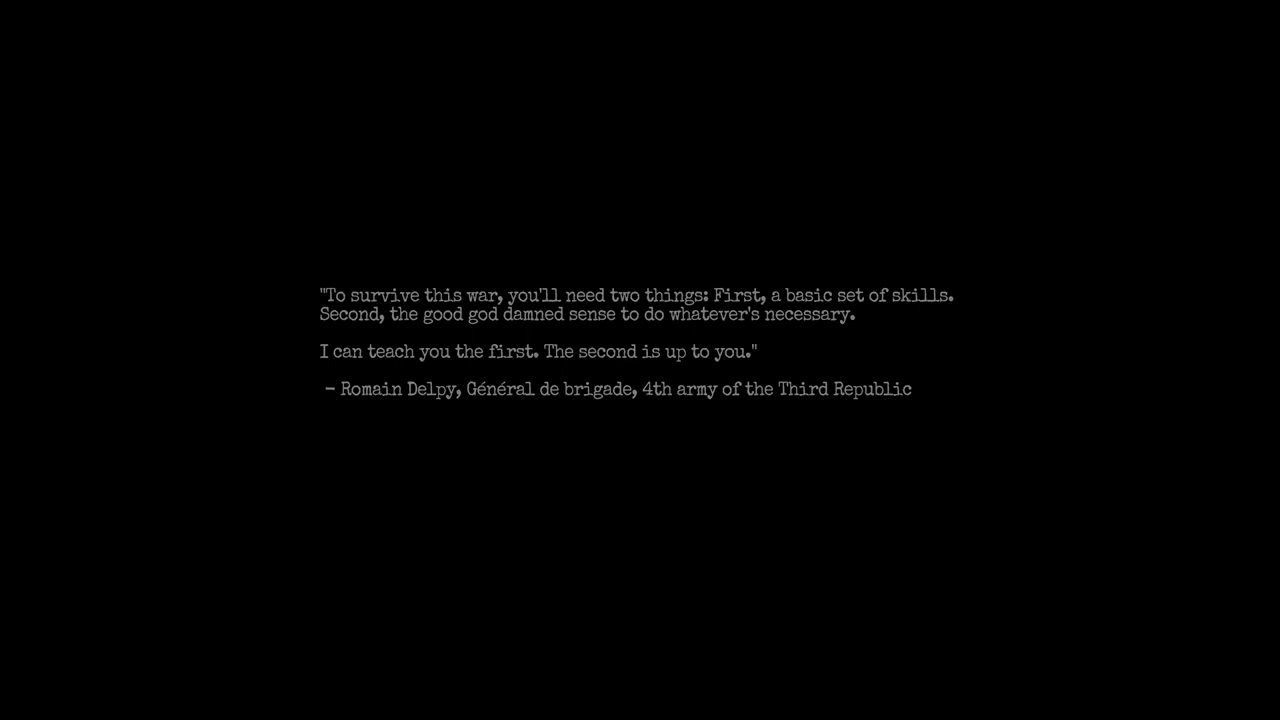 "To survive this war, you'll need two things: First, a basic set of skills.
Second, the good god damned sense to do whatever's necessary.
I can teach you the first. The second is up to you."
- Romain Delpy, Général de brigade, 4th army of the Third Republic